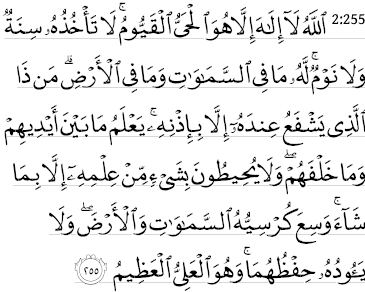 2:255 ٱللَّهُ لَآ إِلَٰهَ إِلَّا هُوَ ٱلْحَىُّ ٱلْقَيُّومُ ۚ لَا تَأْخُذُهُۥ سِنَةٌ
وَلَا نَوْمٌ ۚ لَّهُۥ مَا فِى ٱلسَّمَٰوَٰتِ وَمَا فِى ٱلْأَرْضِ ۗ مَن ذَا
ٱلَّذِى يَشْفَعُ عِندَهُۥٓ إِلَّا بِإِذْنِهِۦ ۚ يَعْلَمُ مَا بَيْنَ أَيْدِيهِمْ
وَمَا خَلْفَهُمْ ۖ وَلَا يُحِيطُونَ بِشَىْءٍ مِّنْ عِلْمِهِۦٓ إِلَّا بِمَا
شَآءَ ۚ وَسِعَ كُرْسِيُّهُ ٱلسَّمَٰوَٰتِ وَٱلْأَرْضَ ۖ وَلَا
يَـُٔودُهُۥ حِفْظُهُمَا ۚ وَهُوَ ٱلْعَلِىُّ ٱلْعَظِيمُ ٢٥٥